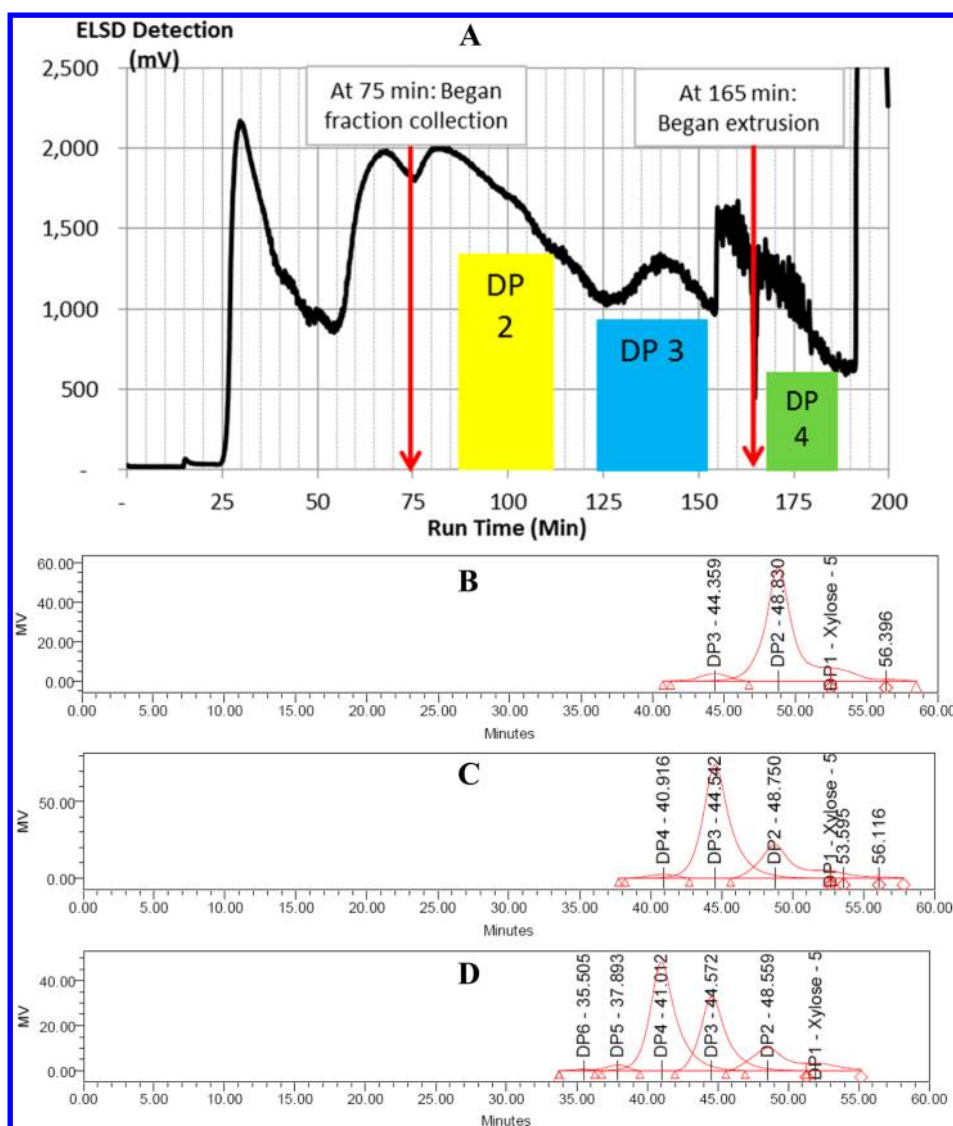 ELSD Detection
(mV)
A
2,500
2,000
1,500
1,000
500
-
At 75 min: Began
fraction collection
At 165 min:
Began extrusion
DP
2
DP 3
DP
4
- 25 50 75 100 125 150 175 200
Run Time (Min)
B
MV
60.00
40.00
20.00
0.00
DP3 - 44.359
DP2 - 48.830
DP1 - Xylose - 5
56.396
0.00 5.00 10.00 15.00 20.00 25.00 30.00 35.00 40.00 45.00 50.00 55.00 60.00
Minutes
C
MV
50.00
0.00
DP4 - 40.916
DP3 - 44.542
DP2 - 48.750
DP1 - Xylose - 5
53.595
56.116
0.00 5.00 10.00 15.00 20.00 25.00 30.00 35.00 40.00 45.00 50.00 55.00 60.00
Minutes
D
MV
40.00
20.00
0.00
DP6 - 35.505
DP5 - 37.893
DP4 - 41.012
DP3 - 44.572
DP2 - 48.559
DP1 - Xylose - 5
0.00 5.00 10.00 15.00 20.00 25.00 30.00 35.00 40.00 45.00 50.00 55.00 60.00
Minutes